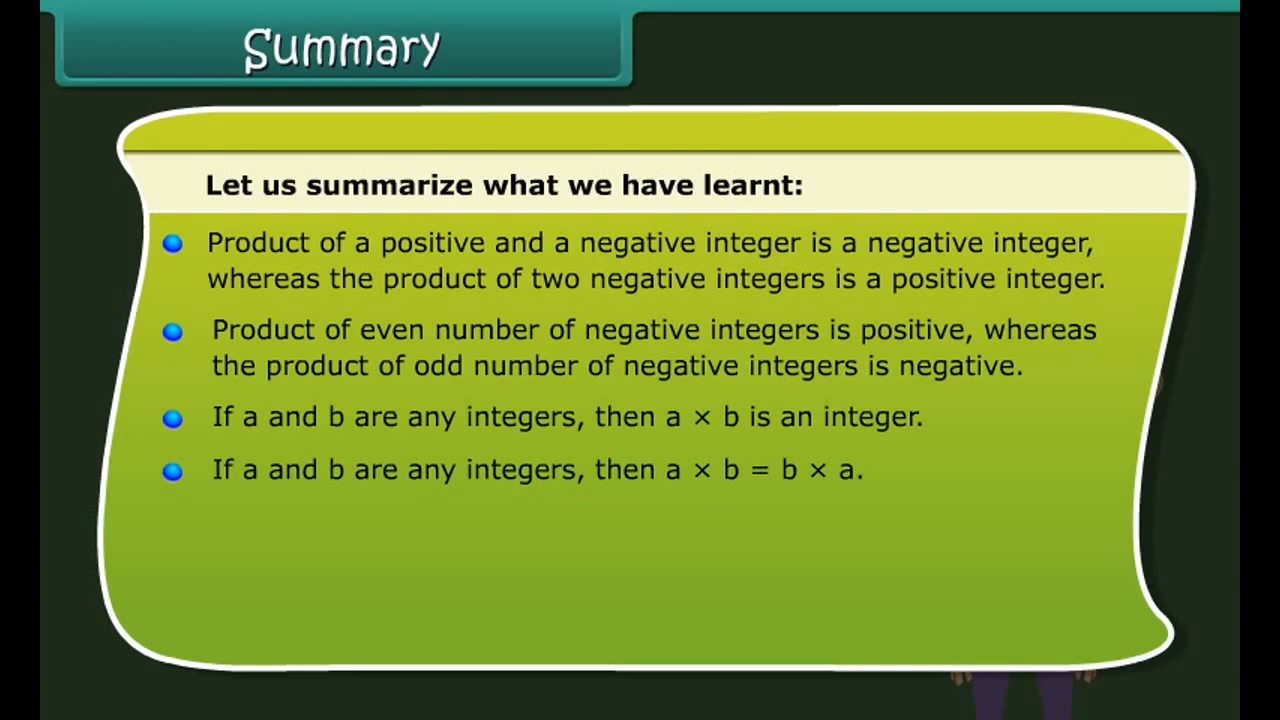 Summary
Let us summarize what we have learnt:
Product of a positive and a negative integer is a negative integer,
whereas the product of two negative integers is a positive integer.
Product of even number of negative integers is positive, whereas
the product of odd number of negative integers is negative.
If a and b are any integers, then a × b is an integer.
If a and b are any integers, then a × b = b × a.